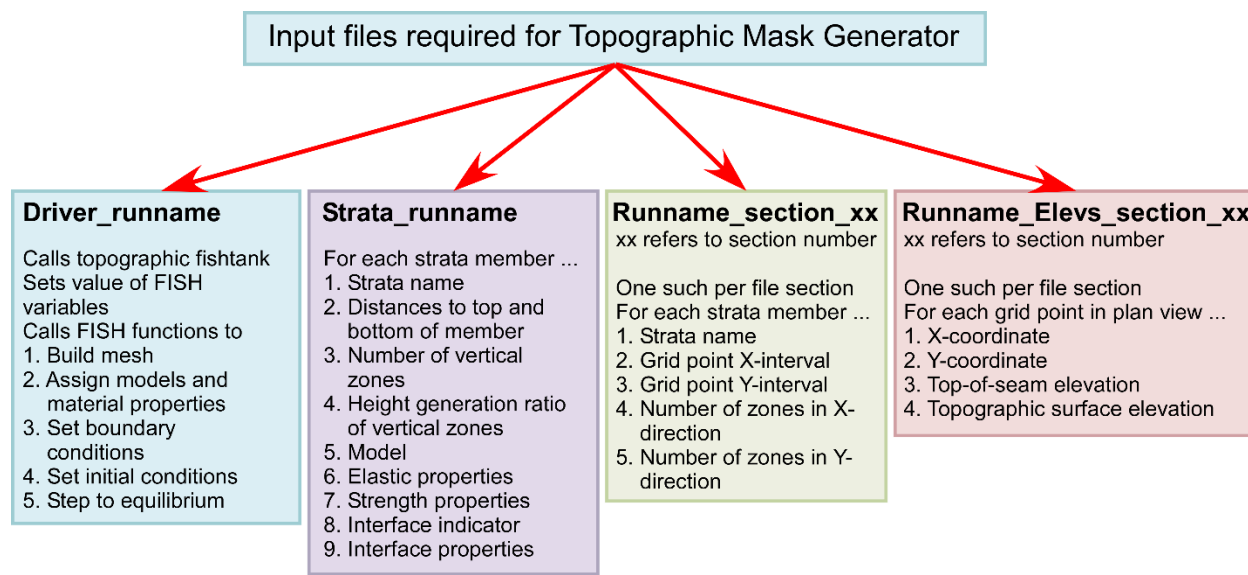 Input files required for Topographic Mask Generator
Driver_runname
Calls topographic fishtank
Sets value of FISH
variables
Calls FISH functions to
1. Build mesh
2. Assign models and
material properties
3. Set boundary
conditions
4. Set initial conditions
5. Step to equilibrium
Strata_runname
For each strata member ...
1. Strata name
2. Distances to top and
bottom of member
3. Number of vertical
zones
4. Height generation ratio
of vertical zones
5. Model
6. Elastic properties
7. Strength properties
8. Interface indicator
9. Interface properties
Runname_section_xx
xx refers to section number
One such per file section
For each strata member ...
1. Strata name
2. Grid point X-interval
3. Grid point Y-interval
4. Number of zones in X-
direction
5. Number of zones in Y-
direction
Runname_Elevs_section_xx
xx refers to section number
One such per file section
For each grid point in plan view ...
1. X-coordinate
2. Y-coordinate
3. Top-of-seam elevation
4. Topographic surface elevation